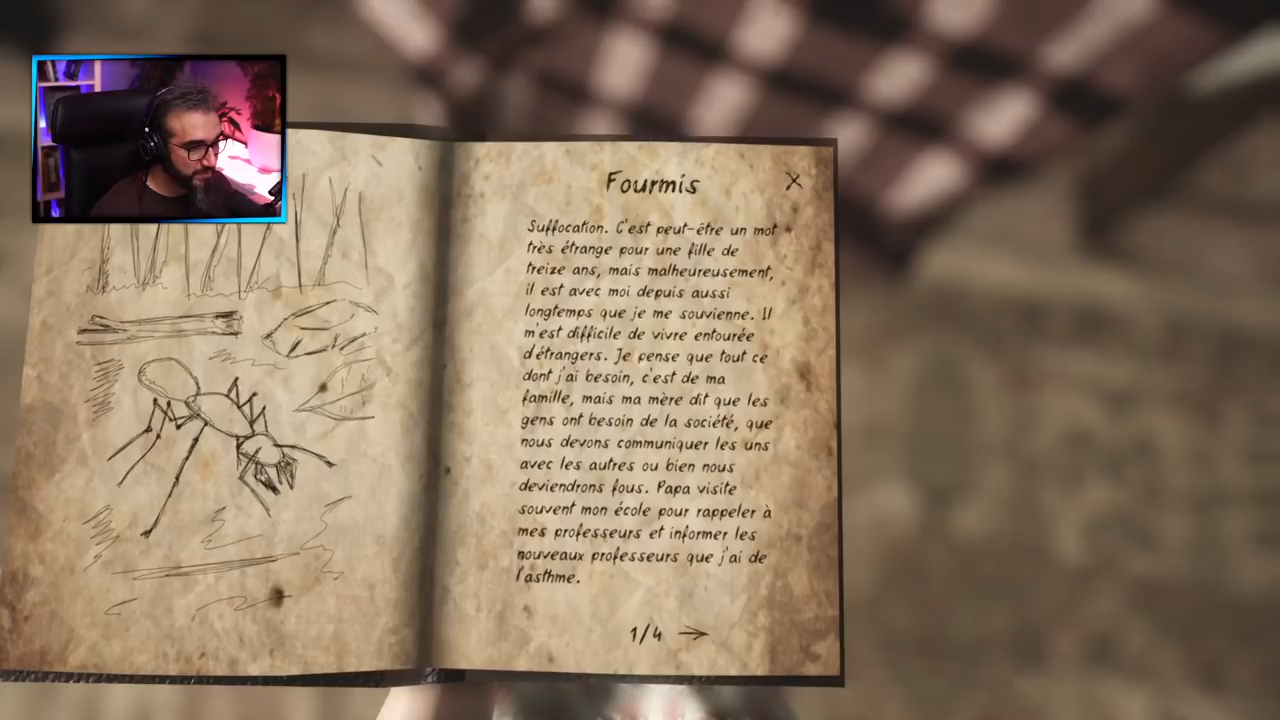 Fourmis
Suffocation. C'est peut-être un mot
très étrange pour une fille de
treize ans, mais malheureusement,
il est avec moi depuis aussi
longtemps que je me souvienne. Il
m'est difficile de vivre entourée
d'étrangers. Je pense que tout ce
dont j'ai besoin, c'est de ma
famille, mais ma mère dit que les
gens ont besoin de la société, que
nous devons communiquer les uns
avec les autres ou bien nous
deviendrons fous. Papa visite
souvent mon école pour rappeler à
mes professeurs et informer les
nouveaux professeurs que j'ai de
l'asthme.
1/4